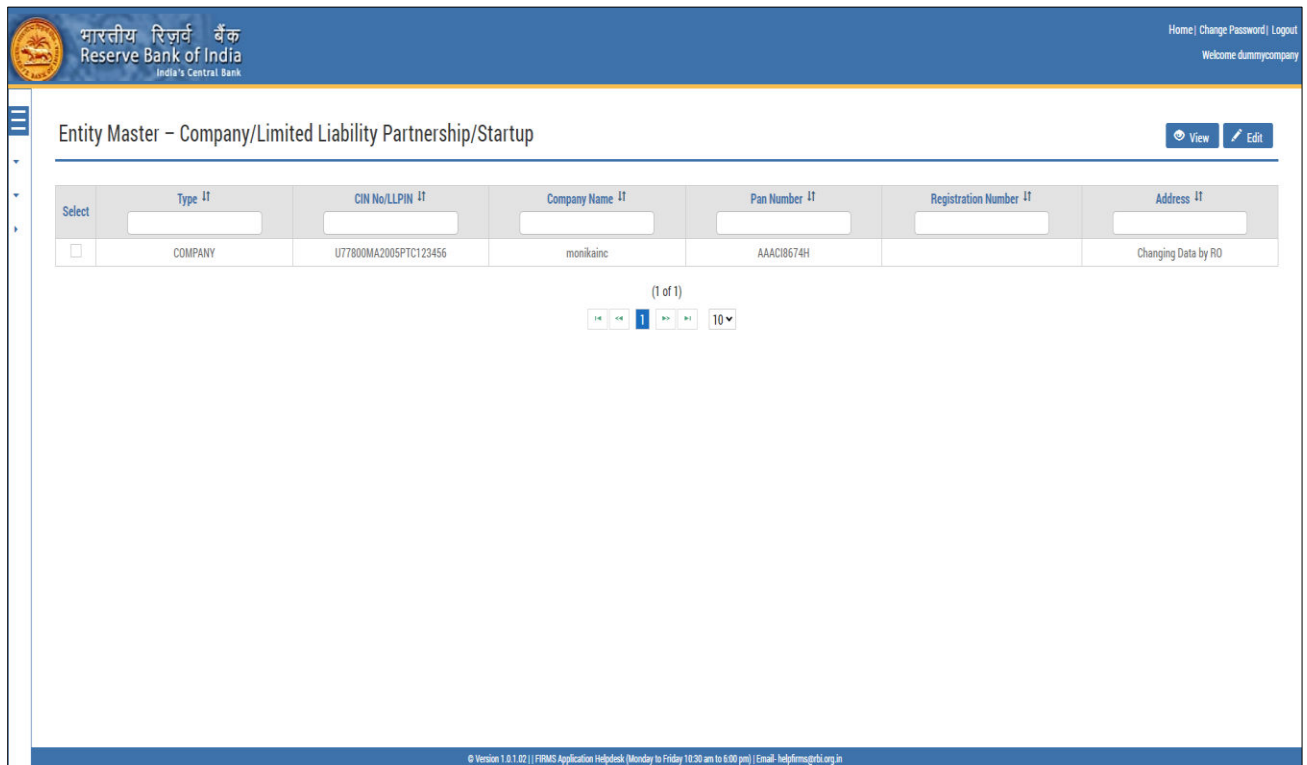 भारतीय रिज़र्व बैंक
Reserve Bank of India
India's Central Bank
Home| Change Password| Logout
Welcome dummycompany
Entity Master – Company/Limited Liability Partnership/Startup
View Edit
Select Type CIN No/LLPIN Company Name Pan Number Registration Number Address
COMPANY U77800MA2005PTC123456 monikainc AAACI8674H Changing Data by RO
(1 of 1)
1 10
© Version 1.0.1.02 | | FIRMS Application Helpdesk (Monday to Friday 10:30 am to 6:00 pm) | Email- helpfirms@rbi.org.in